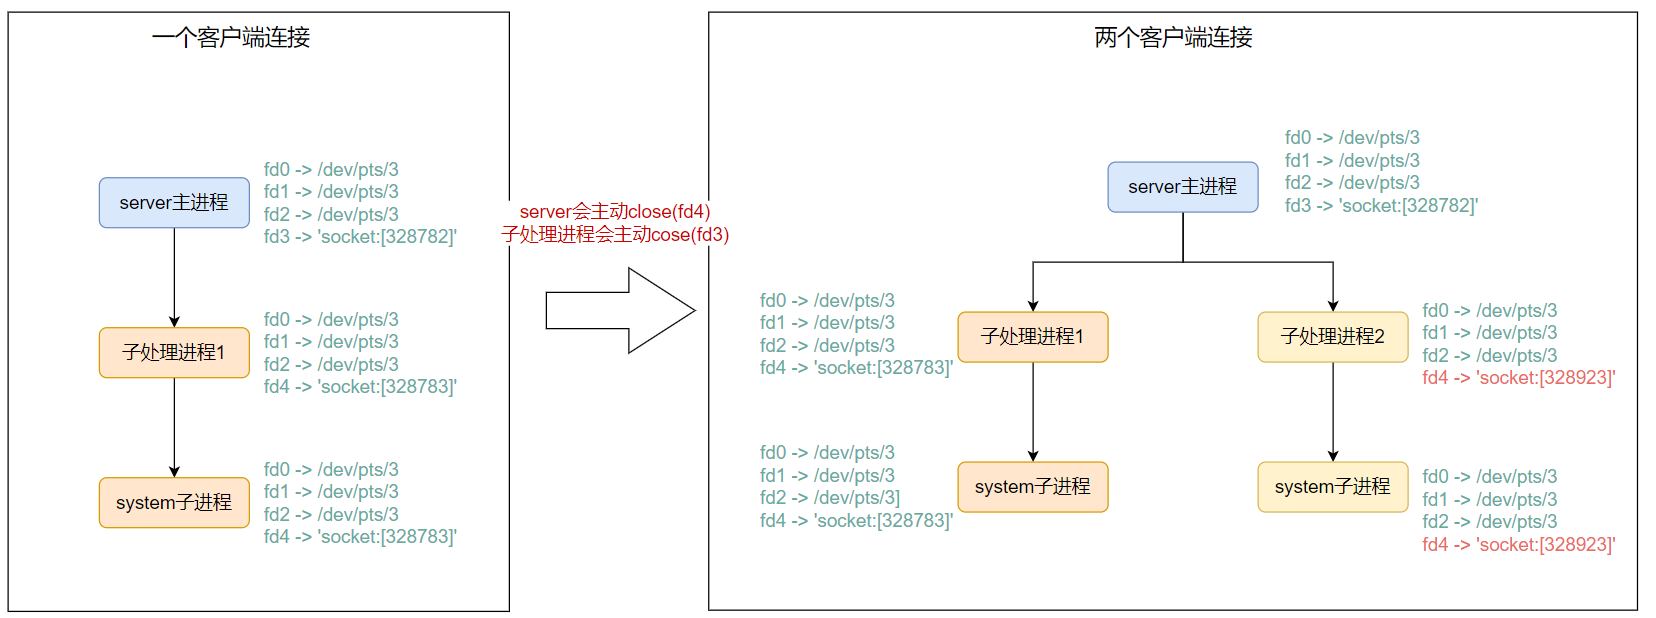 一个客户端连接
server主进程
fd0 -> /dev/pts/3
fd1 -> /dev/pts/3
fd2 -> /dev/pts/3
fd3 -> 'socket:[328782]'
子处理进程1
fd0 -> /dev/pts/3
fd1 -> /dev/pts/3
fd2 -> /dev/pts/3
fd4 -> 'socket:[328783]'
system子进程
fd0 -> /dev/pts/3
fd1 -> /dev/pts/3
fd2 -> /dev/pts/3
fd4 -> 'socket:[328783]'
server会主动close(fd4)
子处理进程会主动cose(fd3)
两个客户端连接
server主进程
fd0 -> /dev/pts/3
fd1 -> /dev/pts/3
fd2 -> /dev/pts/3
fd3 -> 'socket:[328782]'
fd0 -> /dev/pts/3
fd1 -> /dev/pts/3
fd2 -> /dev/pts/3
fd4 -> 'socket:[328783]'
子处理进程1
子处理进程2
fd0 -> /dev/pts/3
fd1 -> /dev/pts/3
fd2 -> /dev/pts/3
fd4 -> 'socket:[328923]'
fd0 -> /dev/pts/3
fd1 -> /dev/pts/3
fd2 -> /dev/pts/3]
fd4 -> 'socket:[328783]'
system子进程
system子进程
fd0 -> /dev/pts/3
fd1 -> /dev/pts/3
fd2 -> /dev/pts/3
fd4 -> 'socket:[328923]'